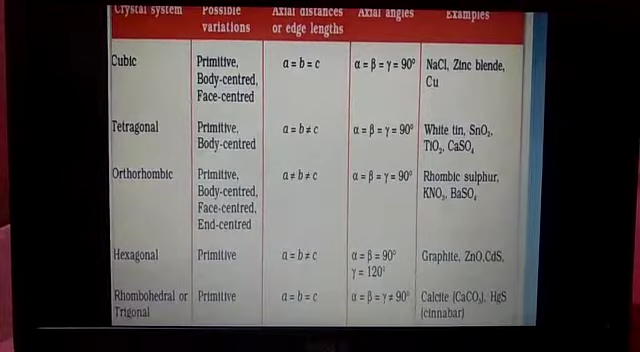 Crystal system Possible Axial distances Axial angles Examples
variations or edge lengths
Cubic Primitive, a = b = c α = β = γ = 90° NaCl, Zinc blende,
Body-centred, Cu
Face-centred
Tetragonal Primitive, a = b ≠ c α = β = γ = 90° White tin, SnO₂,
Body-centred TiO₂, CaSO₄
Orthorhombic Primitive, a ≠ b ≠ c α = β = γ = 90° Rhombic sulphur,
Body-centred, KNO₃, BaSO₄
Face-centred,
End-centred
Hexagonal Primitive a = b ≠ c α = β = 90° Graphite, ZnO,CdS,
γ = 120°
Rhombohedral or Primitive a = b = c α = β = γ ≠ 90° Calcite (CaCO₃), HgS
Trigonal (cinnabar)